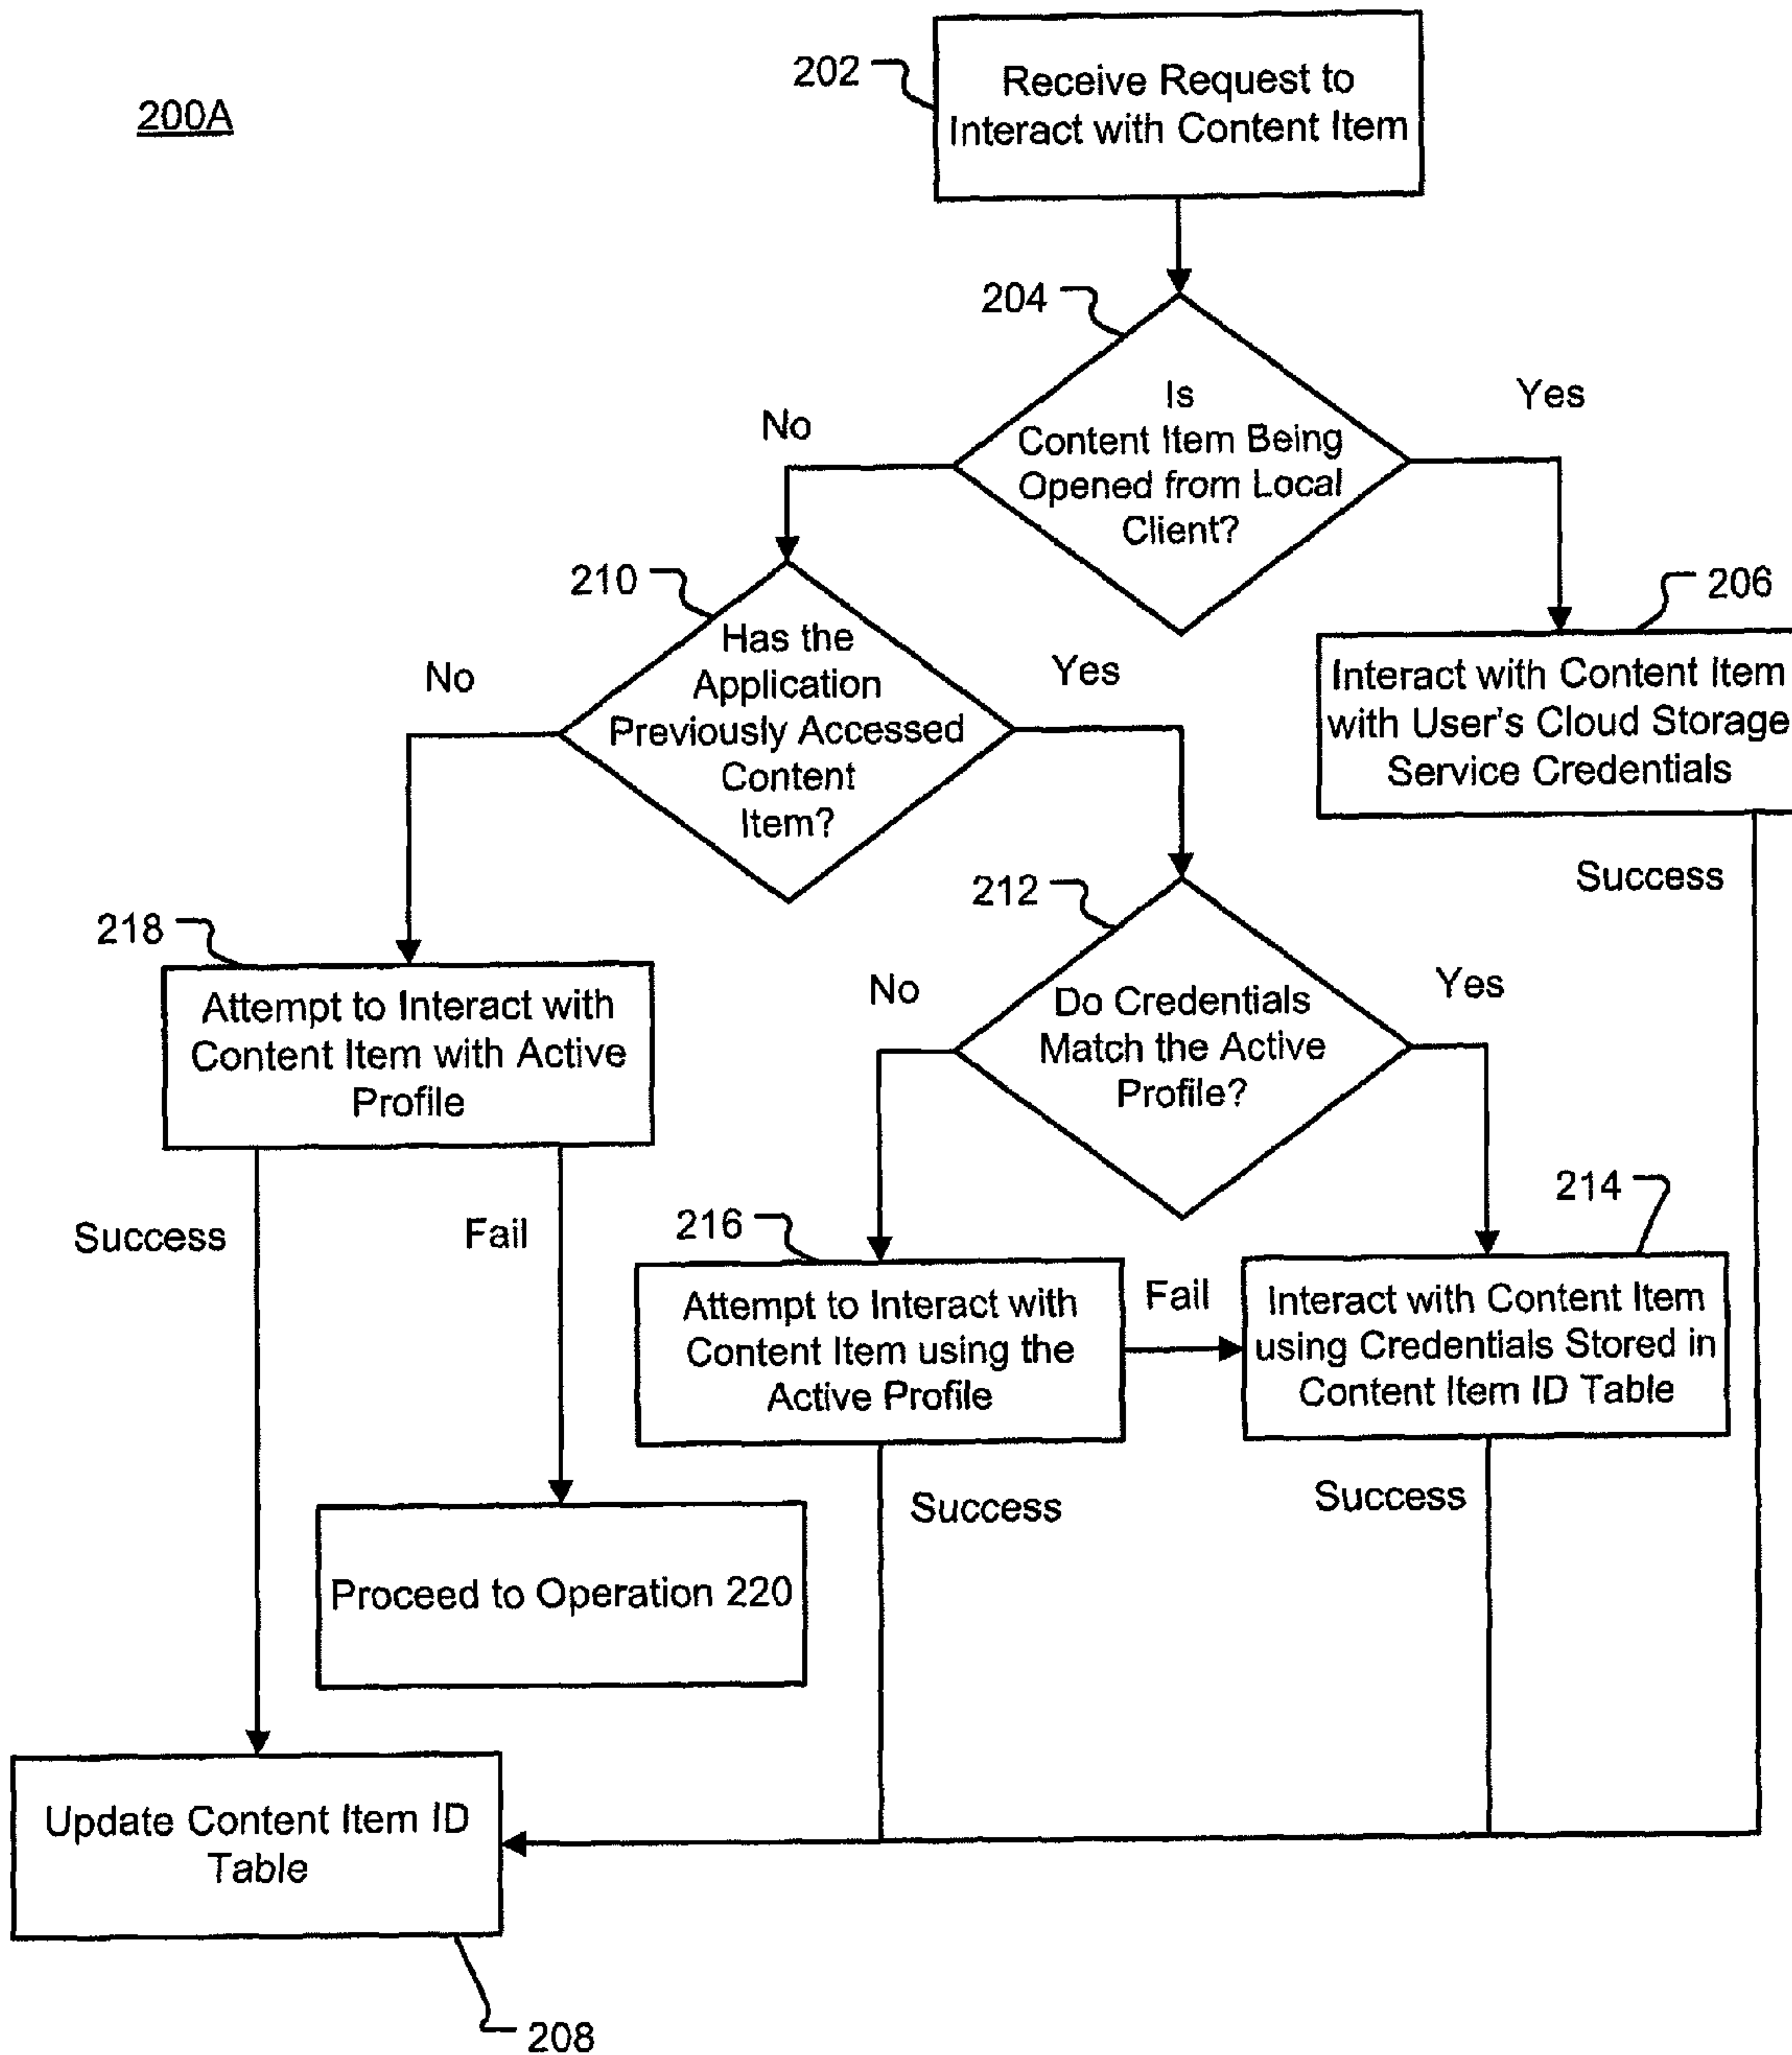 200A
202
Receive Request to
Interact with Content Item
204
Is
Content Item Being
Opened from Local
Client?
No
Yes
206
Interact with Content Item
with User's Cloud Storage
Service Credentials
Success
210
Has the
Application
Previously Accessed
Content
Item?
No
Yes
212
Do Credentials
Match the Active
Profile?
No
Yes
218
Attempt to Interact with
Content Item with Active
Profile
Success
Fail
216
Attempt to Interact with
Content Item using the
Active Profile
Fail
214
Interact with Content Item
using Credentials Stored in
Content Item ID Table
Success
Success
Proceed to Operation 220
Update Content Item ID
Table
208